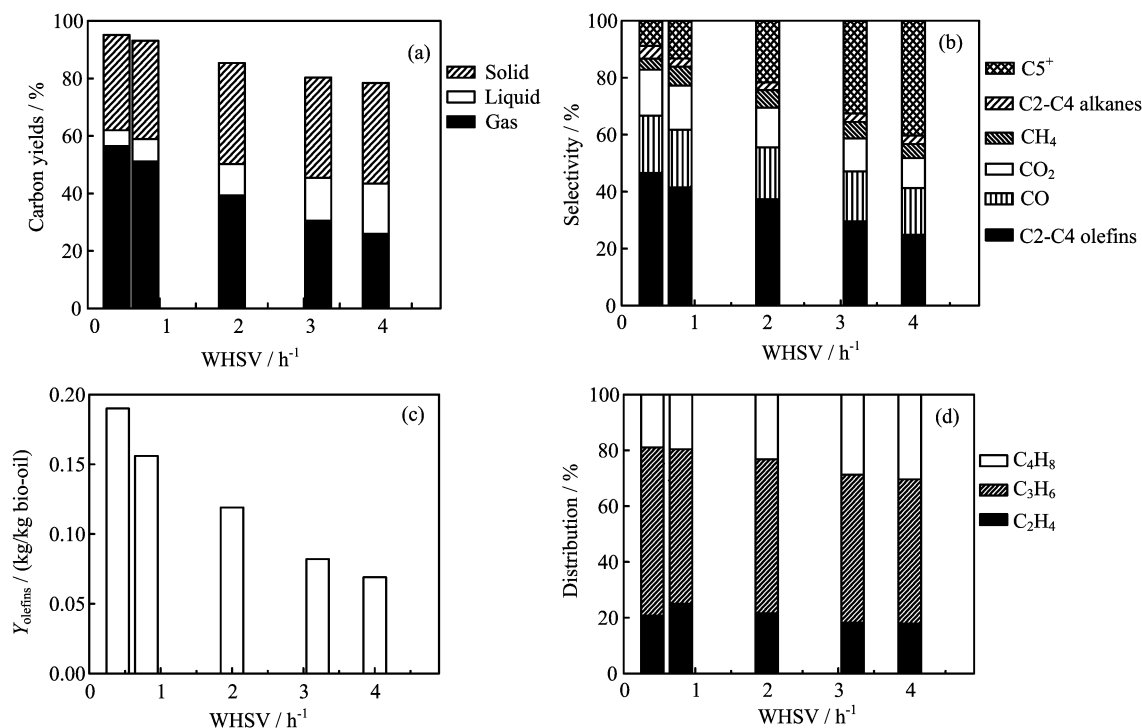 (a)
Carbon yields / %
100
80
60
40
20
0
0 1 2 3 4
WHSV / h⁻¹
Solid
Liquid
Gas
(b)
Selectivity / %
100
80
60
40
20
0
0 1 2 3 4
WHSV / h⁻¹
C5⁺
C2-C4 alkanes
CH₄
CO₂
CO
C2-C4 olefins
(c)
Yolefins / (kg/kg bio-oil)
0.20
0.15
0.10
0.05
0.00
0 1 2 3 4
WHSV / h⁻¹
(d)
Distribution / %
100
80
60
40
20
0
0 1 2 3 4
WHSV / h⁻¹
C₄H₈
C₃H₆
C₂H₄